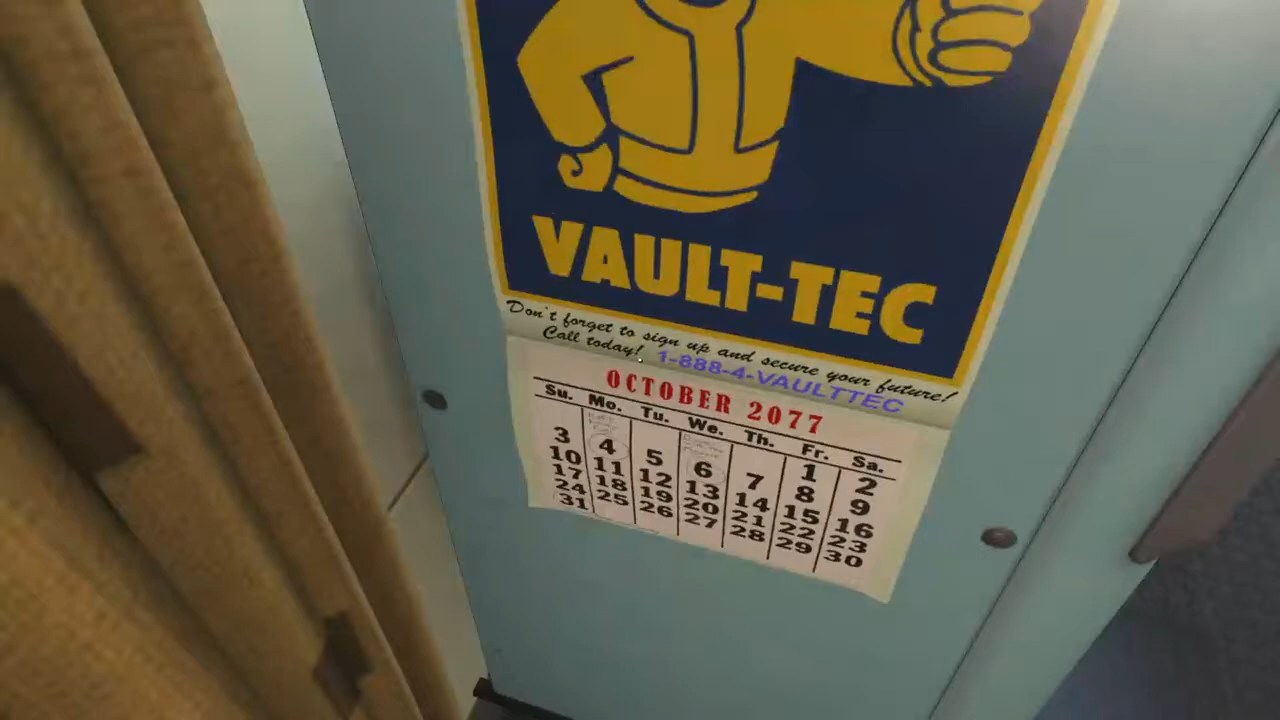 VAULT-TEC
Don't forget to sign up and secure your future!
Call today! 1-888-4-VAULTTEC
OCTOBER 2077
Su. Mo. Tu. We. Th. Fr. Sa.
1 2
3 4 5 6 7 8 9
10 11 12 13 14 15 16
17 18 19 20 21 22 23
24 25 26 27 28 29 30
31